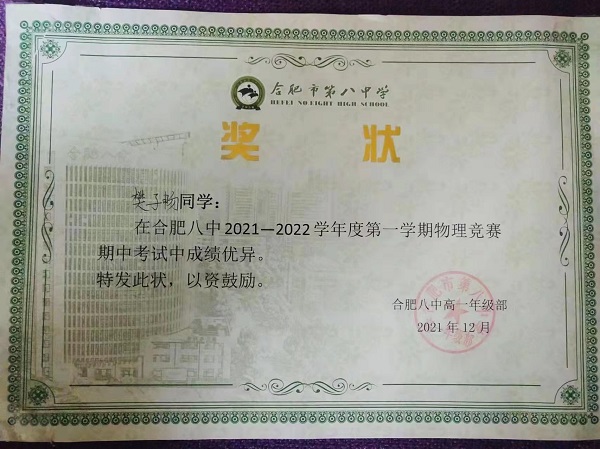 合肥市第八中学
HEFEI NO EIGHT HIGH SCHOOL
奖 状
樊子畅同学：
在合肥八中2021—2022学年度第一学期物理竞赛
期中考试中成绩优异。
特发此状，以资鼓励。
合肥八中高一年级部
2021年12月